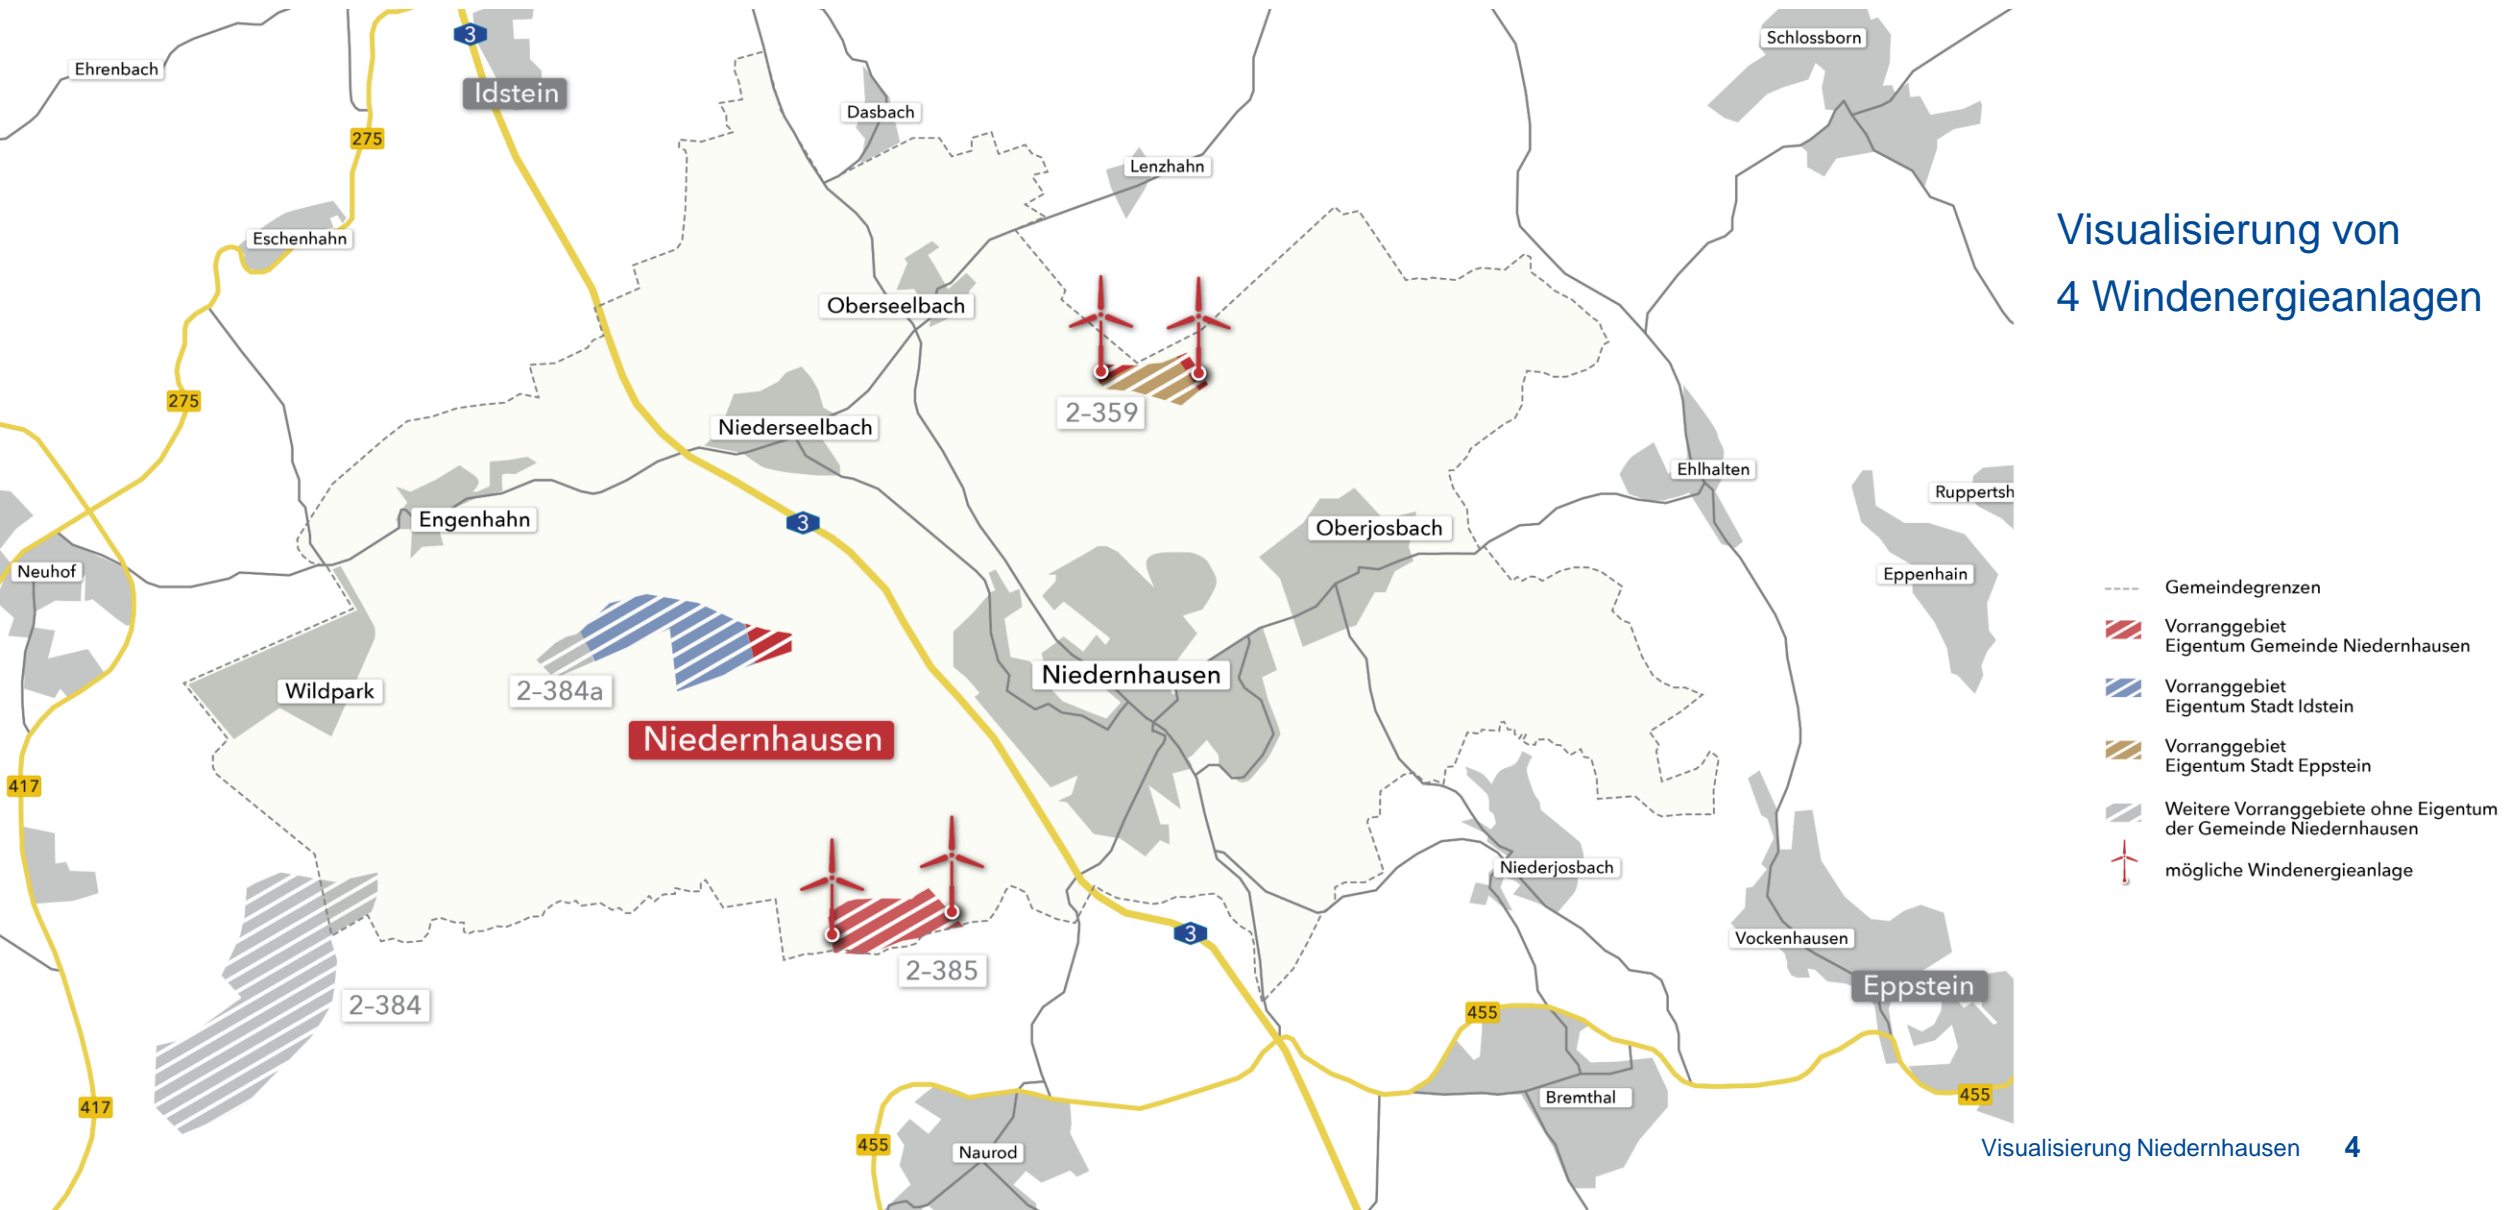 3
Schlossborn
Ehrenbach
Idstein
Dasbach
275
Lenzhahn
Eschenhahn
Visualisierung von
4 Windenergieanlagen
Oberseelbach
275
2-359
Niederseelbach
Ehlhalten
Ruppertsh
Engenhahn
3
Oberjosbach
Neuhof
Eppenhain
Gemeindegrenzen
Vorranggebiet
Eigentum Gemeinde Niedernhausen
Niedernhausen
Wildpark
2-384a
Vorranggebiet
Eigentum Stadt Idstein
Niedernhausen
Vorranggebiet
Eigentum Stadt Eppstein
417
Weitere Vorranggebiete ohne Eigentum
der Gemeinde Niedernhausen
Niederjosbach
mögliche Windenergieanlage
3
Vockenhausen
2-385
Eppstein
2-384
455
417
Bremthal
455
455
Naurod
Visualisierung Niedernhausen 4